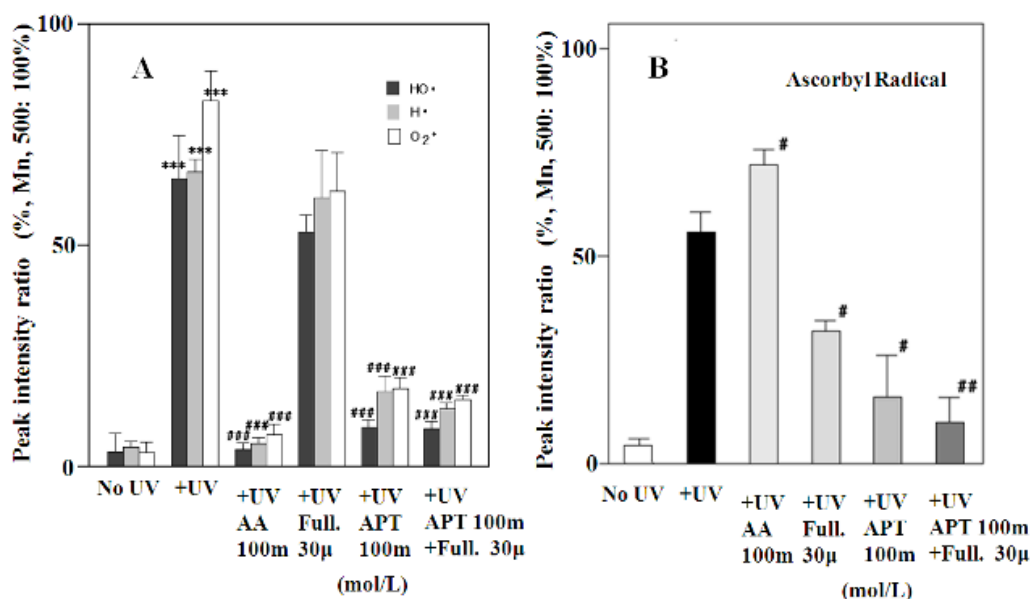 Peak intensity ratio (%, Mn, 500: 100%)
100
50
0
A
HO•
H•
O₂•
***
***
***
###
###
###
###
###
###
###
###
###
No UV
+UV
+UV
AA
100m
+UV
Full.
30μ
+UV
APT
100m
+UV
APT 100m
+Full. 30μ
(mol/L)
Peak intensity ratio (%, Mn, 500: 100%)
100
50
0
B
Ascorbyl Radical
#
#
#
##
No UV
+UV
+UV
AA
100m
+UV
Full.
30μ
+UV
APT
100m
+UV
APT 100m
+Full. 30μ
(mol/L)